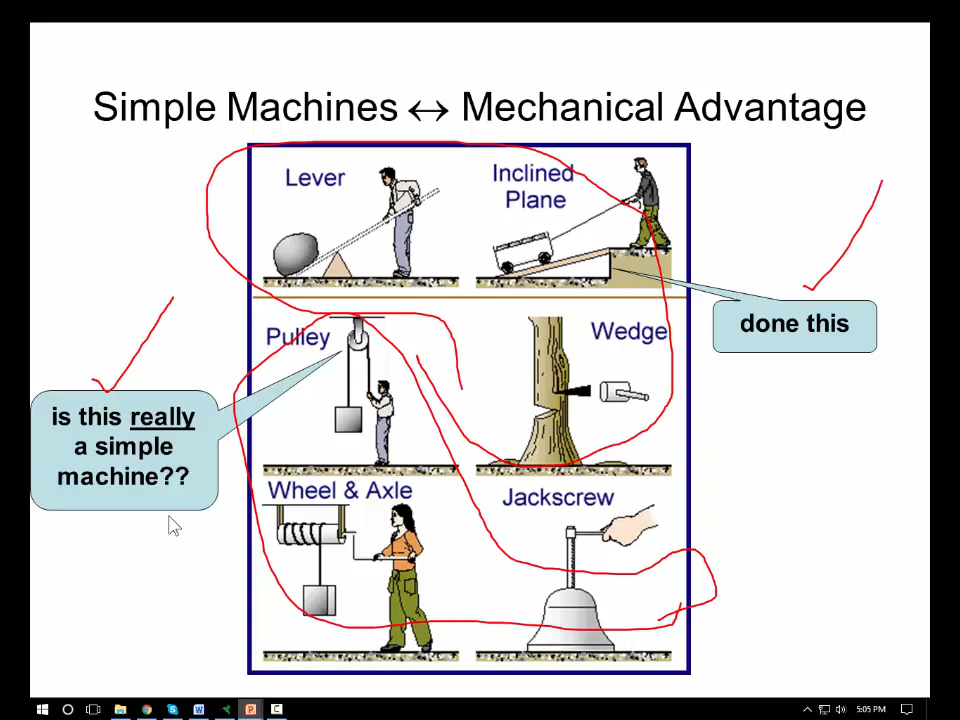 Simple Machines ↔ Mechanical Advantage
Lever
Inclined
Plane
done this
Pulley
Wedge
is this really
a simple
machine??
Wheel & Axle
Jackscrew
5:05 PM